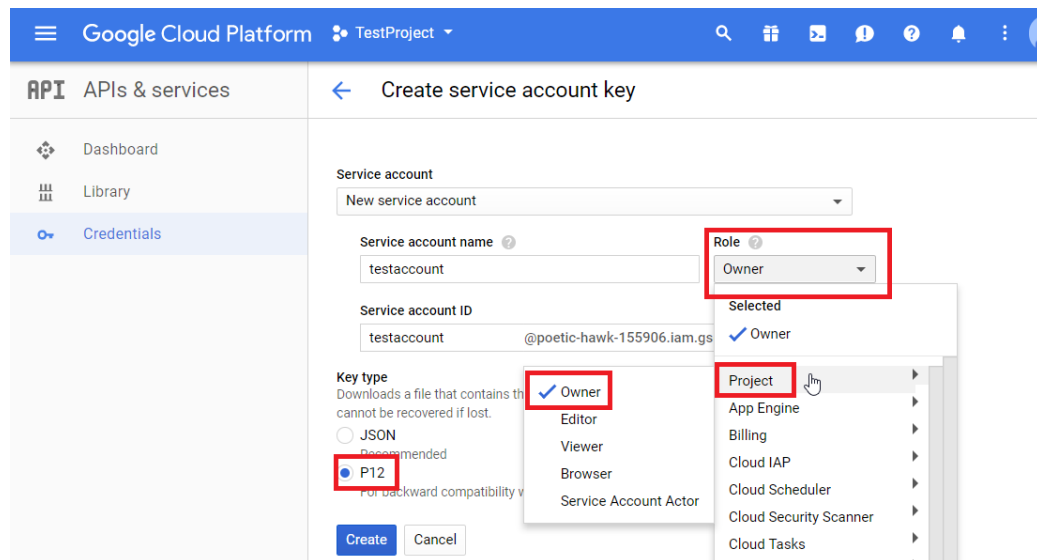 Google Cloud Platform TestProject
API APIs & services
Create service account key
Dashboard
Library
Credentials
Service account
New service account
Service account name
testaccount
Role
Owner
Service account ID
testaccount @poetic-hawk-155906.iam.gs
Key type
Downloads a file that contains th
cannot be recovered if lost.
JSON
Recommended
P12
For backward compatibility w
Create Cancel
Selected
Owner
Project
App Engine
Billing
Cloud IAP
Cloud Scheduler
Cloud Security Scanner
Cloud Tasks
Owner
Editor
Viewer
Browser
Service Account Actor